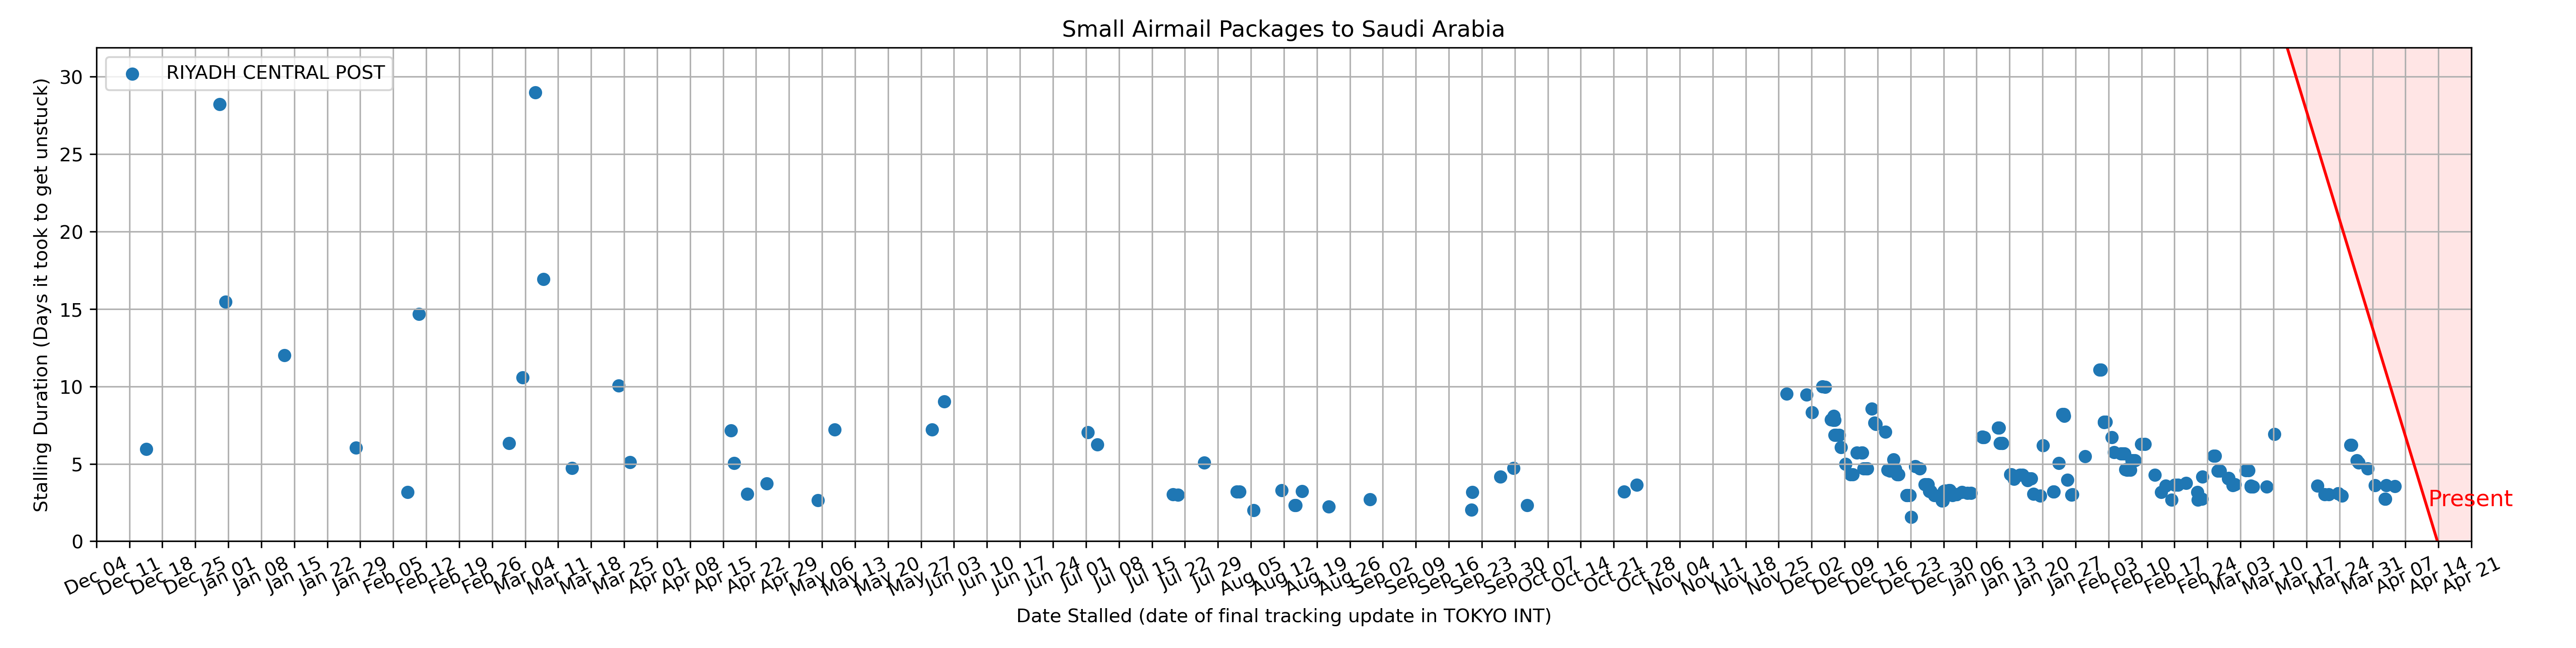 Small Airmail Packages to Saudi Arabia
RIYADH CENTRAL POST
Stalling Duration (Days it took to get unstuck)
30
25
20
15
10
5
0
Present
Dec 04
Dec 11
Dec 18
Dec 25
Jan 01
Jan 08
Jan 15
Jan 22
Jan 29
Feb 05
Feb 12
Feb 19
Feb 26
Mar 04
Mar 11
Mar 18
Mar 25
Apr 01
Apr 08
Apr 15
Apr 22
Apr 29
May 06
May 13
May 20
May 27
Jun 03
Jun 10
Jun 17
Jun 24
Jul 01
Jul 08
Jul 15
Jul 22
Jul 29
Aug 05
Aug 12
Aug 19
Aug 26
Sep 02
Sep 09
Sep 16
Sep 23
Sep 30
Oct 07
Oct 14
Oct 21
Oct 28
Nov 04
Nov 11
Nov 18
Nov 25
Dec 02
Dec 09
Dec 16
Dec 23
Dec 30
Jan 06
Jan 13
Jan 20
Jan 27
Feb 03
Feb 10
Feb 17
Feb 24
Mar 03
Mar 10
Mar 17
Mar 24
Mar 31
Apr 07
Apr 14
Apr 21
Date Stalled (date of final tracking update in TOKYO INT)